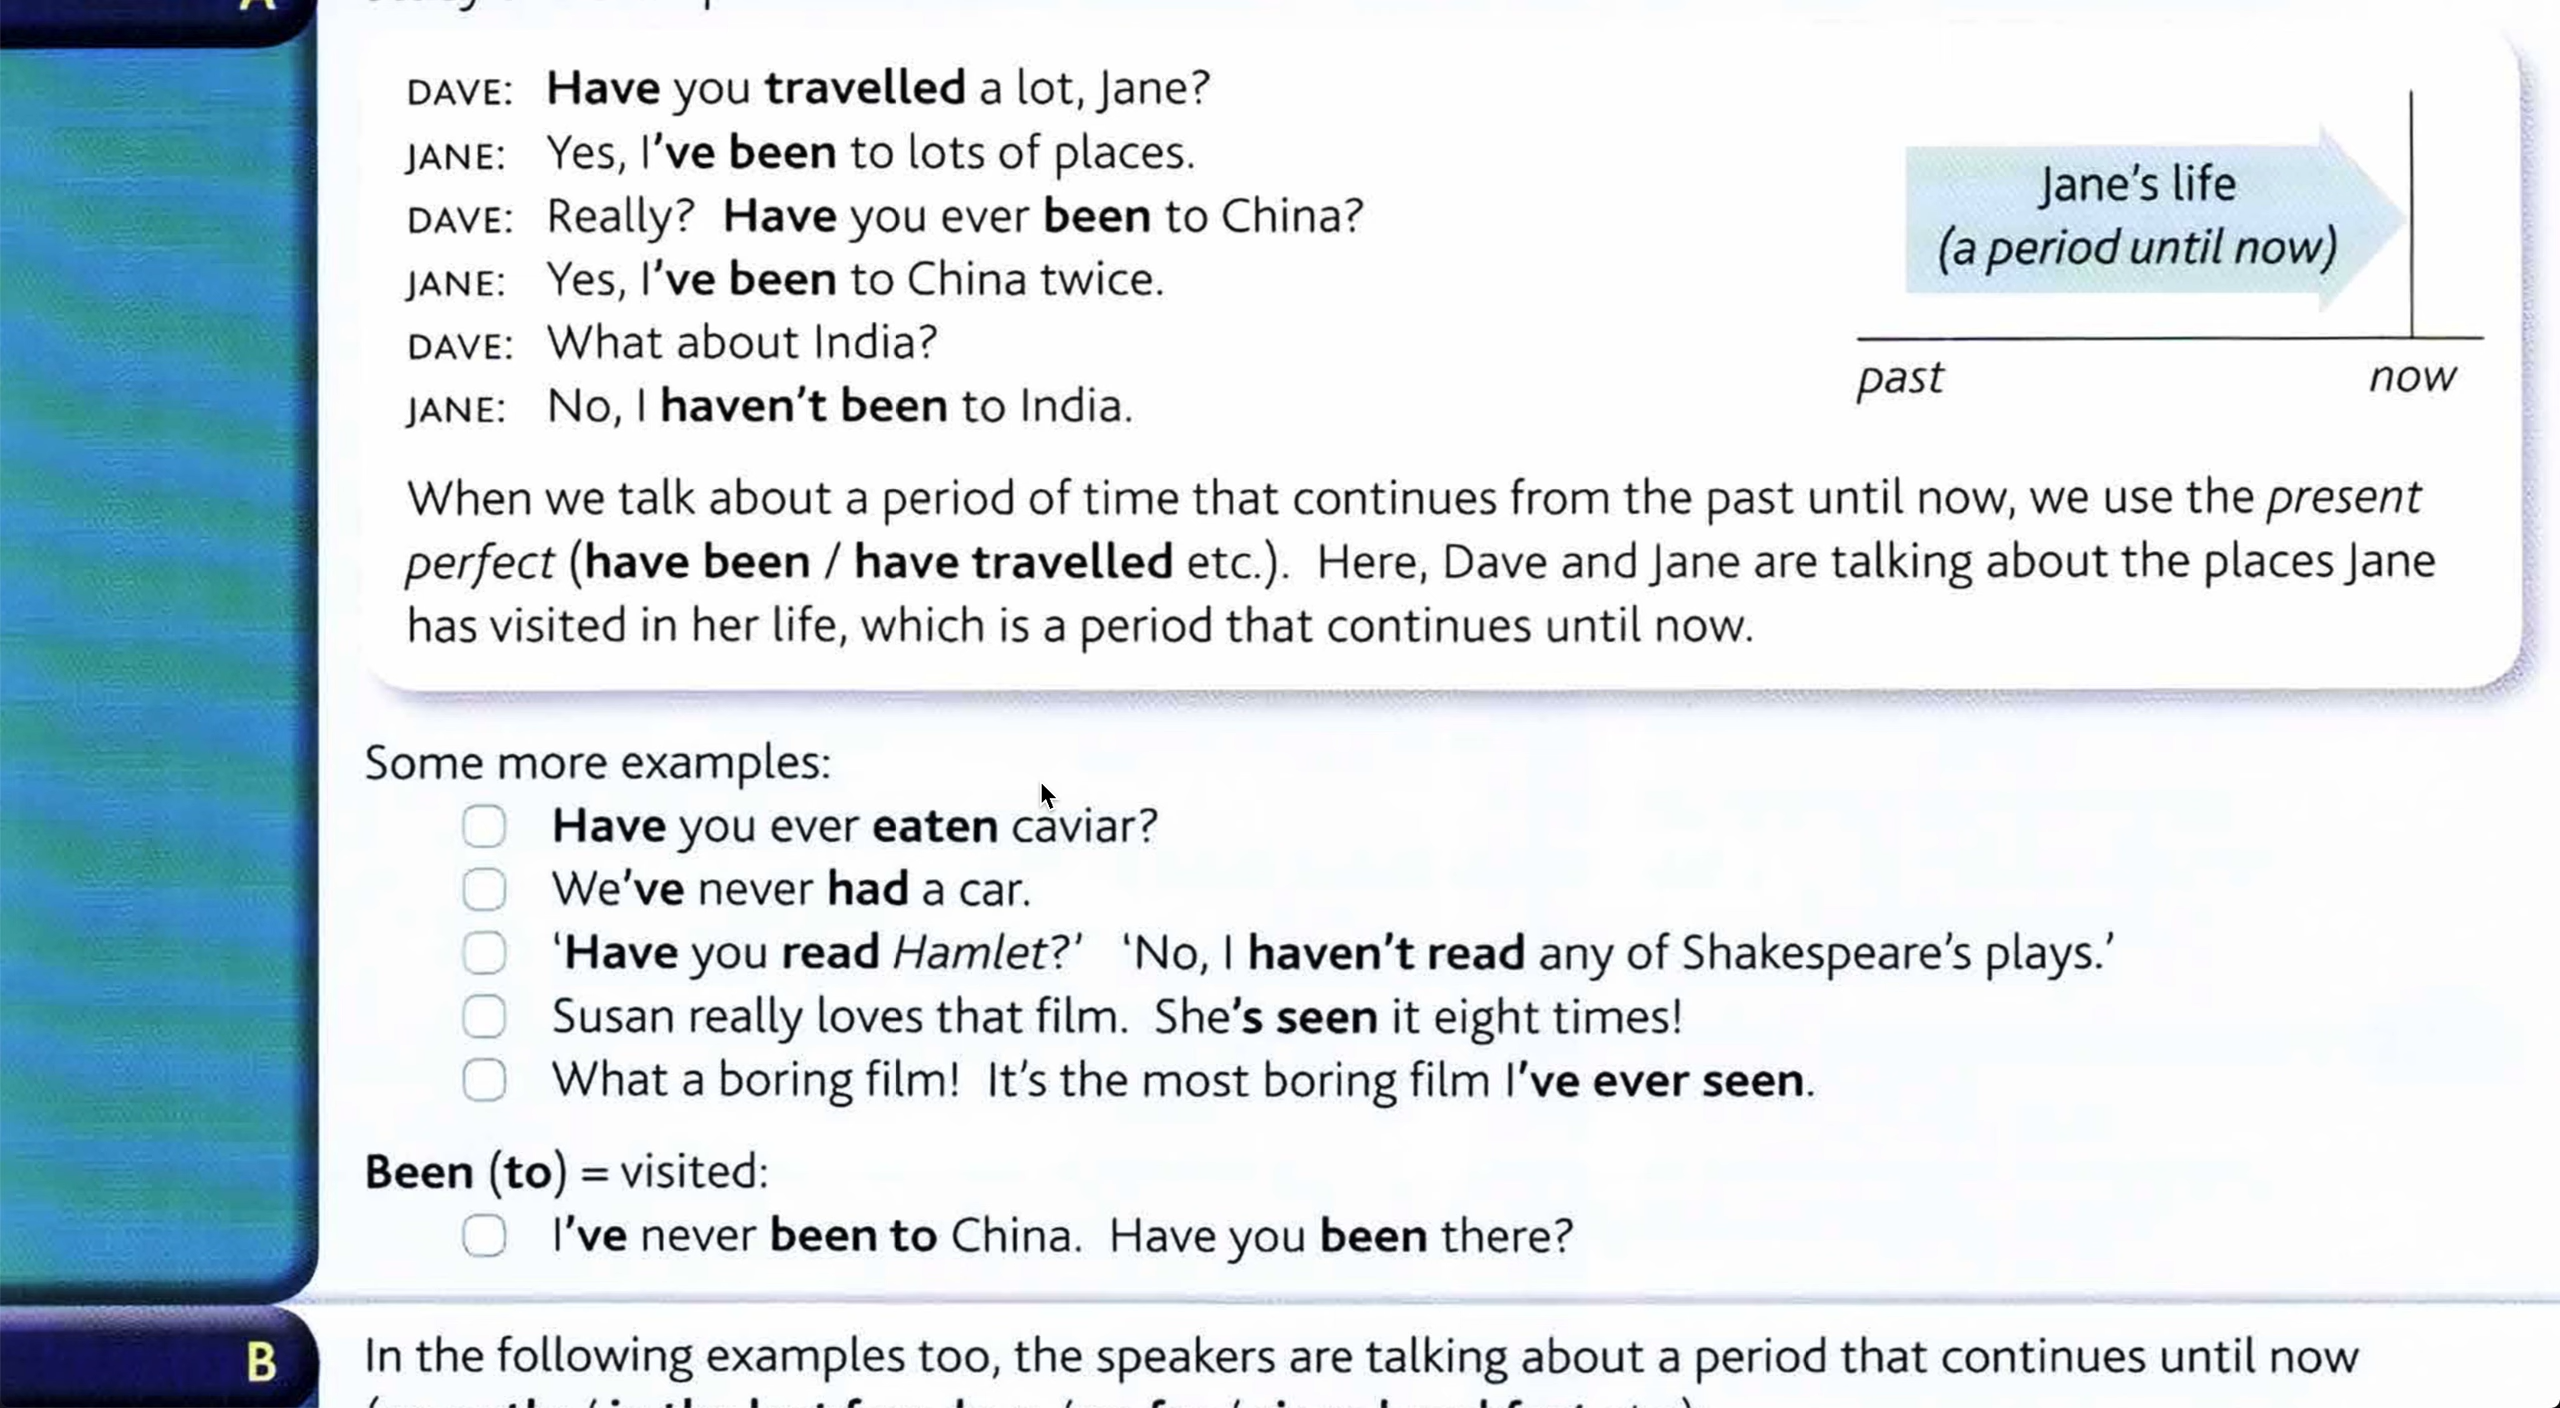 A
DAVE: Have you travelled a lot, Jane?
JANE: Yes, I've been to lots of places.
DAVE: Really? Have you ever been to China?
JANE: Yes, I've been to China twice.
DAVE: What about India?
JANE: No, I haven't been to India.
Jane's life
(a period until now)
past now
When we talk about a period of time that continues from the past until now, we use the present
perfect (have been / have travelled etc.). Here, Dave and Jane are talking about the places Jane
has visited in her life, which is a period that continues until now.
Some more examples:
Have you ever eaten caviar?
We've never had a car.
‘Have you read Hamlet?’ ‘No, I haven't read any of Shakespeare's plays.’
Susan really loves that film. She's seen it eight times!
What a boring film! It's the most boring film I've ever seen.
Been (to) = visited:
I've never been to China. Have you been there?
B
In the following examples too, the speakers are talking about a period that continues until now